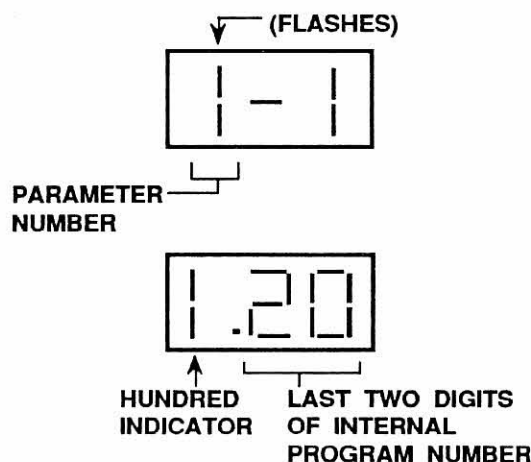 (FLASHES)
1 - 1
PARAMETER
NUMBER
1.20
HUNDRED
INDICATOR
LAST TWO DIGITS
OF INTERNAL
PROGRAM NUMBER